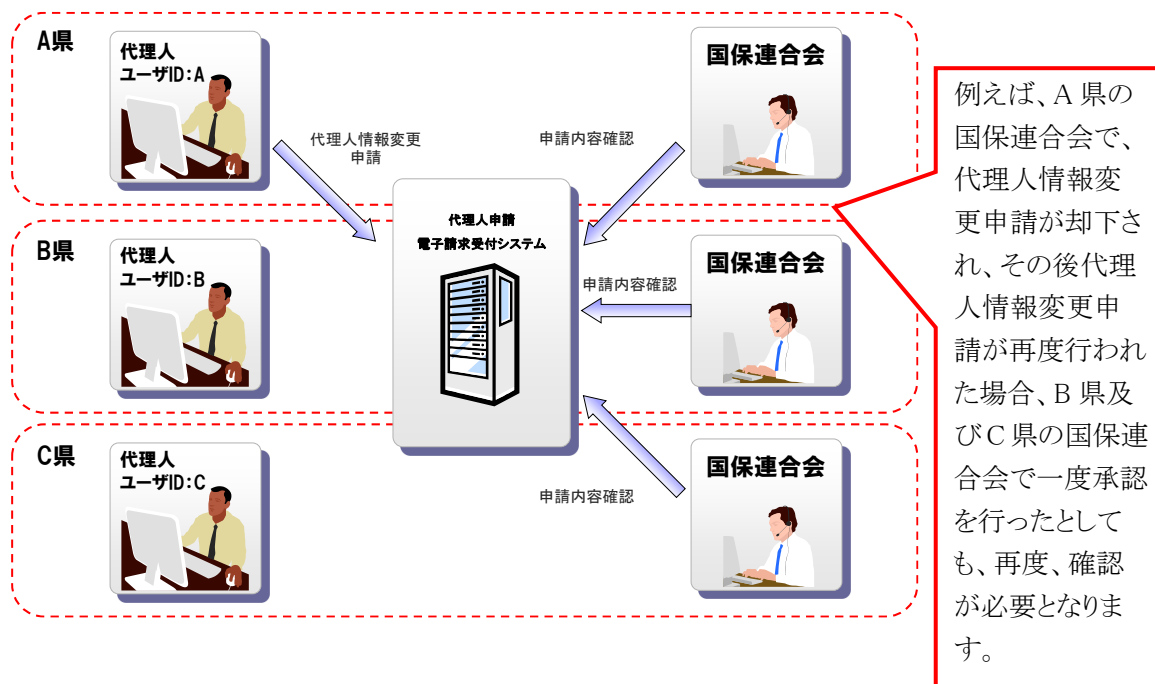 A県
代理人
ユーザID:A
国保連合会
代理人情報変更
申請
申請内容確認
代理人申請
電子請求受付システム
B県
代理人
ユーザID:B
国保連合会
申請内容確認
C県
代理人
ユーザID:C
国保連合会
申請内容確認
例えば、A 県の
国保連合会で、
代理人情報変
更申請が却下さ
れ、その後代理
人情報変更申
請が再度行われ
た場合、B 県及
びC 県の国保連
合会で一度承認
を行ったとして
も、再度、確認
が必要となりま
す。